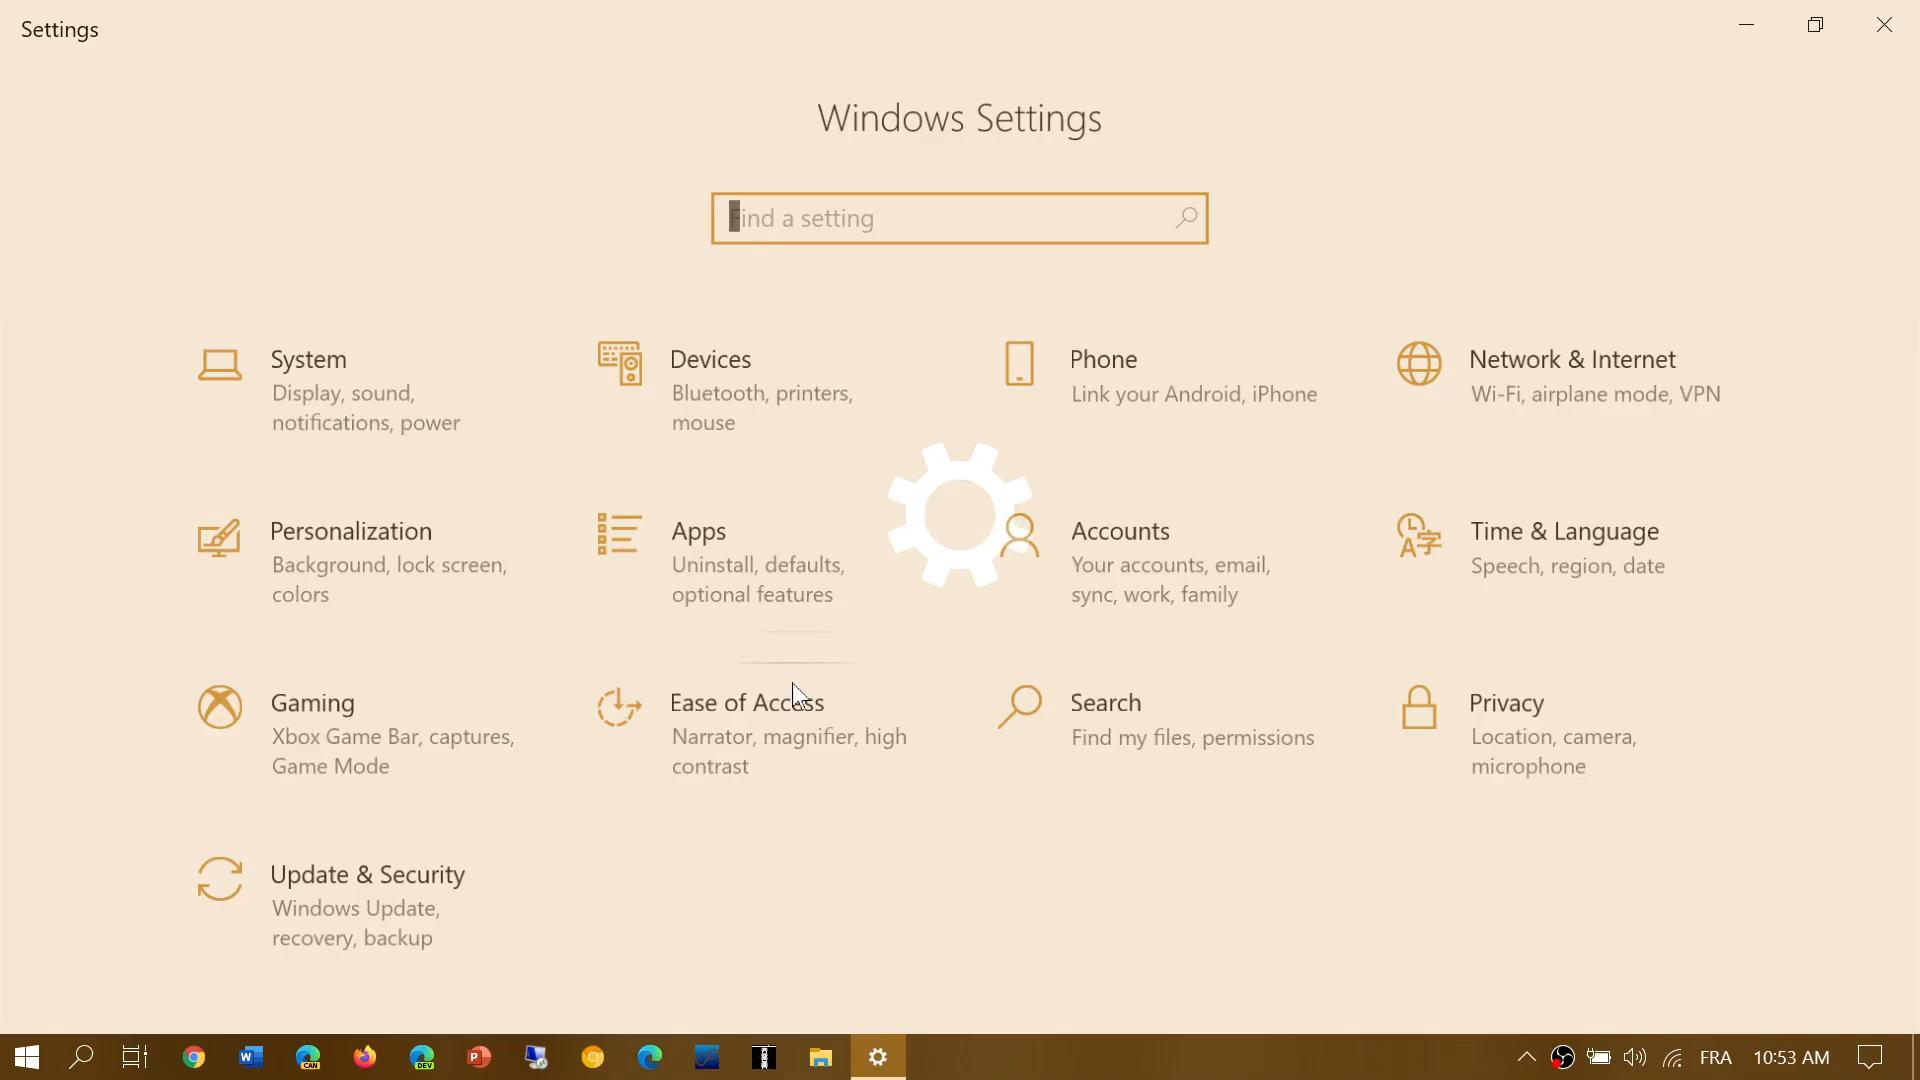 Settings
Windows Settings
Find a setting
System
Display, sound,
notifications, power
Devices
Bluetooth, printers,
mouse
Phone
Link your Android, iPhone
Network & Internet
Wi-Fi, airplane mode, VPN
Personalization
Background, lock screen,
colors
Apps
Uninstall, defaults,
optional features
Accounts
Your accounts, email,
sync, work, family
Time & Language
Speech, region, date
Gaming
Xbox Game Bar, captures,
Game Mode
Ease of Access
Narrator, magnifier, high
contrast
Search
Find my files, permissions
Privacy
Location, camera,
microphone
Update & Security
Windows Update,
recovery, backup
W
CAN
DEV
P
FRA
10:53 AM